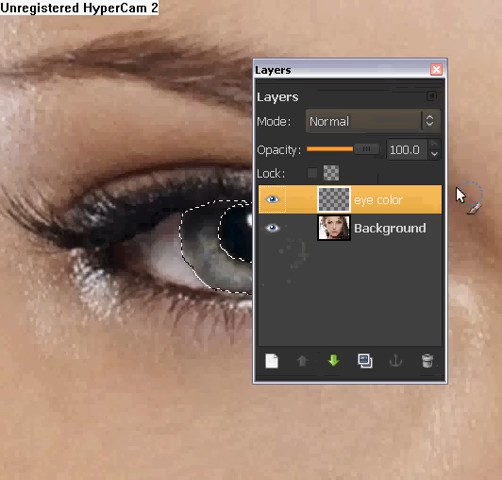 Unregistered HyperCam 2
Layers
Layers
Mode: Normal
Opacity: 100.0
Lock:
eye color
Background